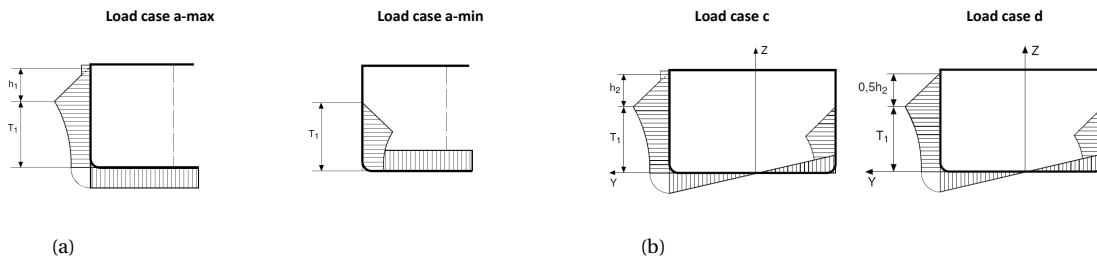 Load case a-max
Load case a-min
Load case c
Load case d
h1
T1
T1
Z
h2
T1
Y
Z
0,5h2
T1
Y
(a)
(b)